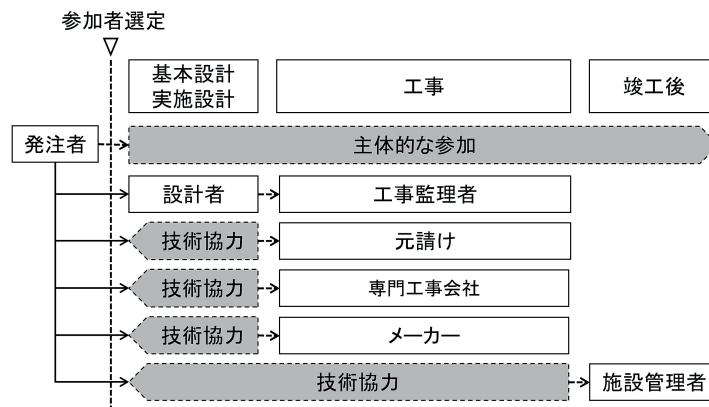 参加者選定
基本設計
実施設計
工事
竣工後
発注者
主体的な参加
設計者
工事監理者
技術協力
元請け
技術協力
専門工事会社
技術協力
メーカー
技術協力
施設管理者